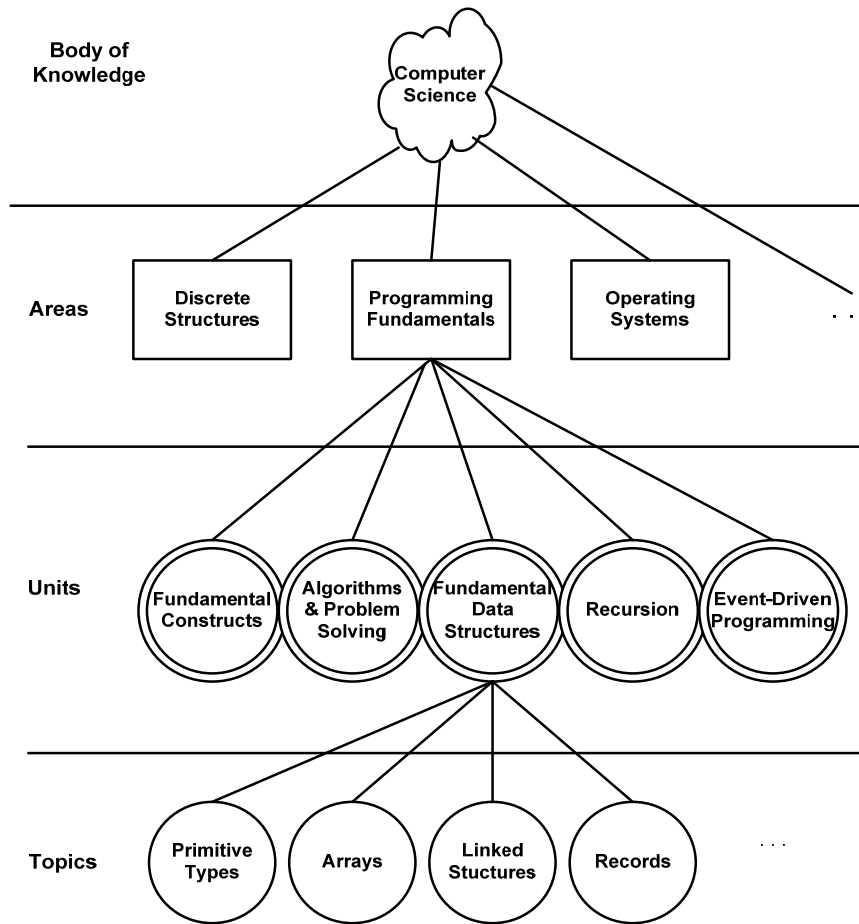 Body of
Knowledge
Computer
Science
Areas
Discrete
Structures
Programming
Fundamentals
Operating
Systems
. .
Units
Fundamental
Constructs
Algorithms
& Problem
Solving
Fundamental
Data
Structures
Recursion
Event-Driven
Programming
Topics
Primitive
Types
Arrays
Linked
Stuctures
Records
. . .